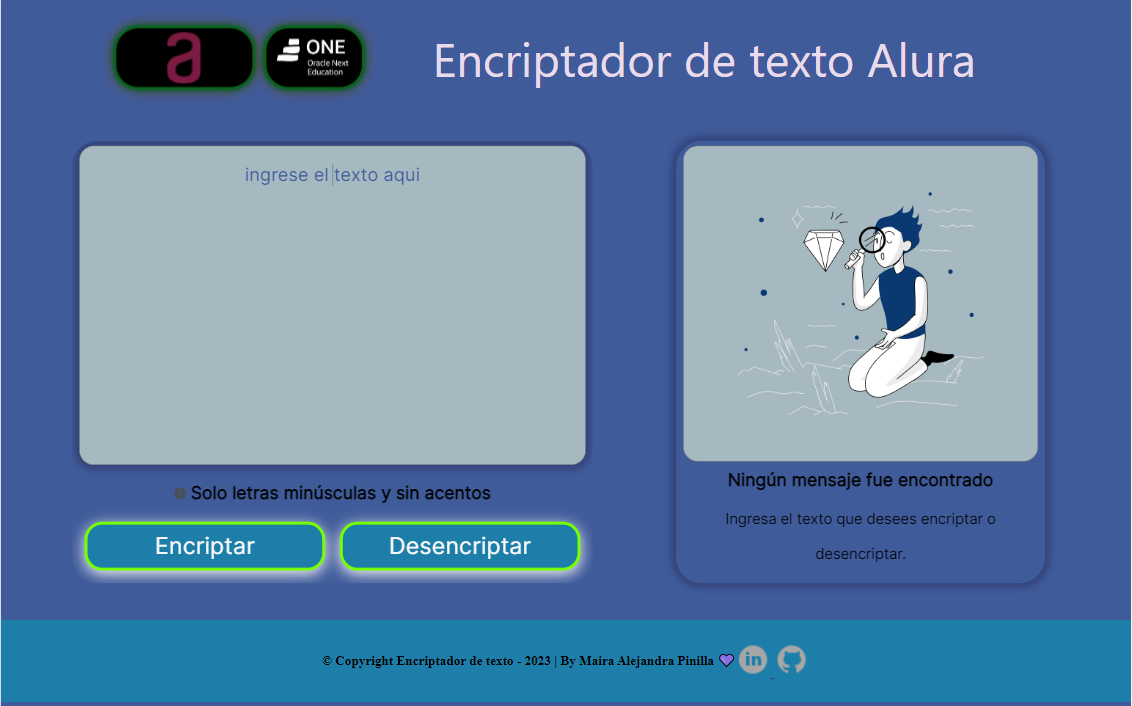 a
ONE
Oracle Next
Education
Encriptador de texto Alura
ingrese el texto aqui
Solo letras minúsculas y sin acentos
Encriptar
Desencriptar
Ningún mensaje fue encontrado
Ingresa el texto que desees encriptar o
desencriptar.
© Copyright Encriptador de texto - 2023 | By Maira Alejandra Pinilla 💜
in